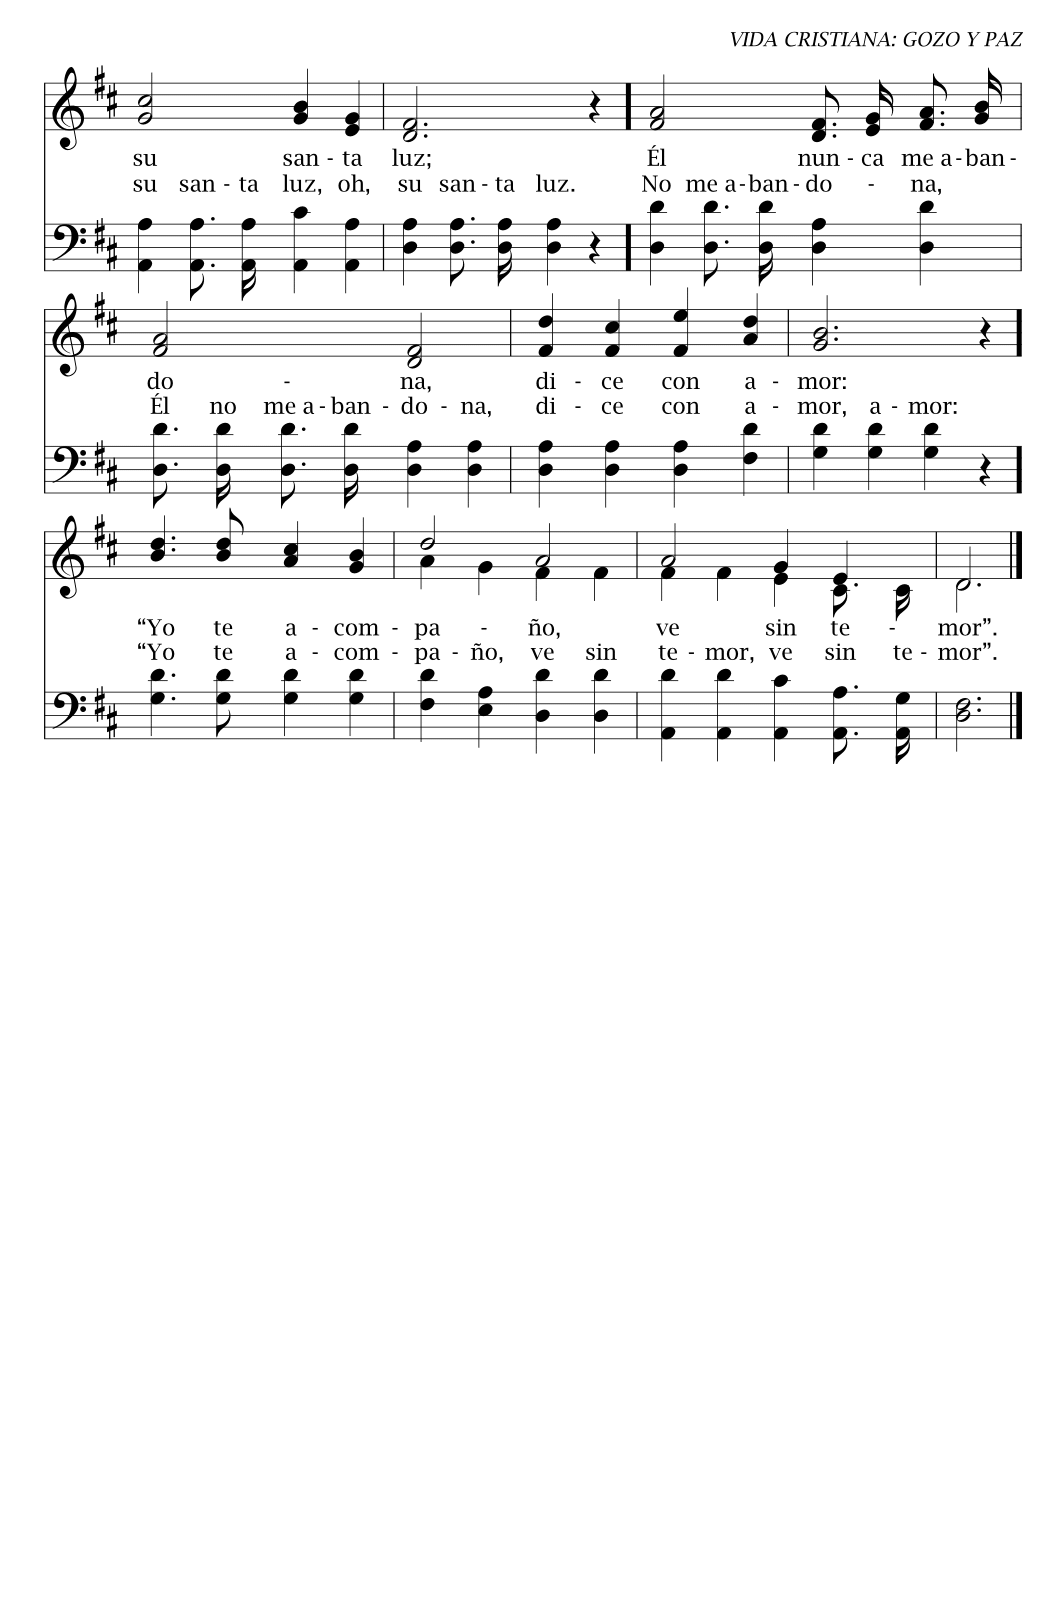 VIDA CRISTIANA: GOZO Y PAZ
su san - ta luz; Él nun - ca me a - ban -
su san - ta luz, oh, su san - ta luz. No me a - ban - do - na,
do - na, di - ce con a - mor:
Él no me a - ban - do - na, di - ce con a - mor, a - mor:
“Yo te a - com - pa - ño, ve sin te - mor”.
“Yo te a - com - pa - ño, ve sin te - mor, ve sin te - mor”.